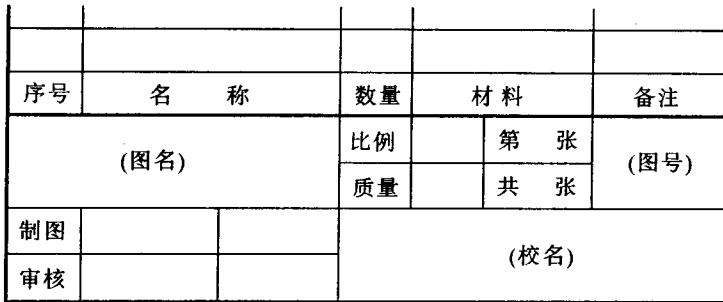 序号 名 称 数量 材料 备注
(图名) 比例 第 张 (图号)
质量 共 张
制图 (校名)
审核